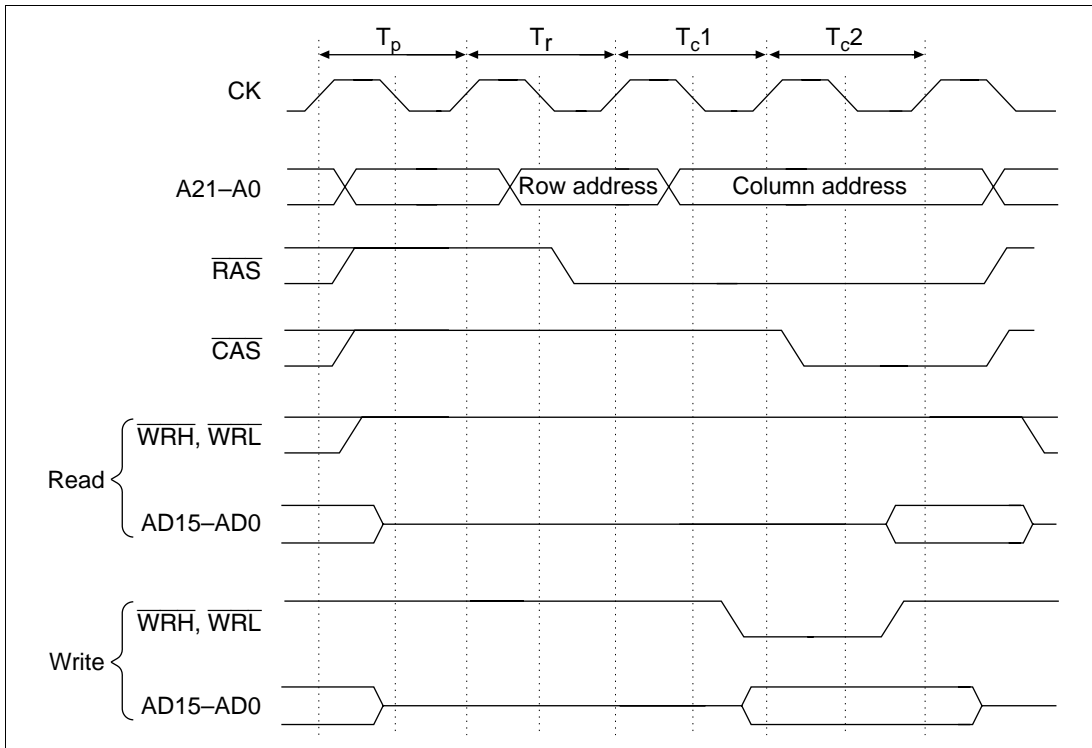 Tp Tr Tc1 Tc2
CK
A21–A0 Row address Column address
RAS
CAS
WRH, WRL
Read
AD15–AD0
WRH, WRL
Write
AD15–AD0